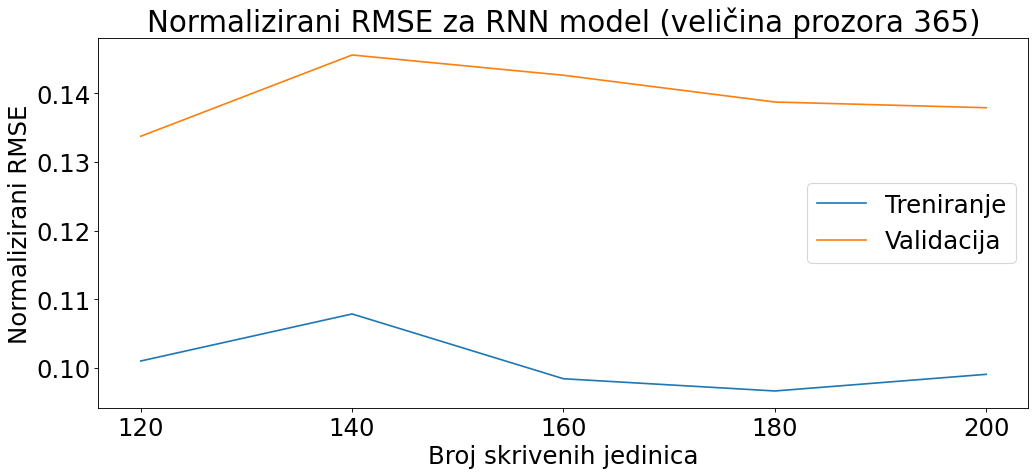 Normalizirani RMSE za RNN model (veličina prozora 365)
Normalizirani RMSE
0.14
0.13
0.12
0.11
0.10
Treniranje
Validacija
120 140 160 180 200
Broj skrivenih jedinica